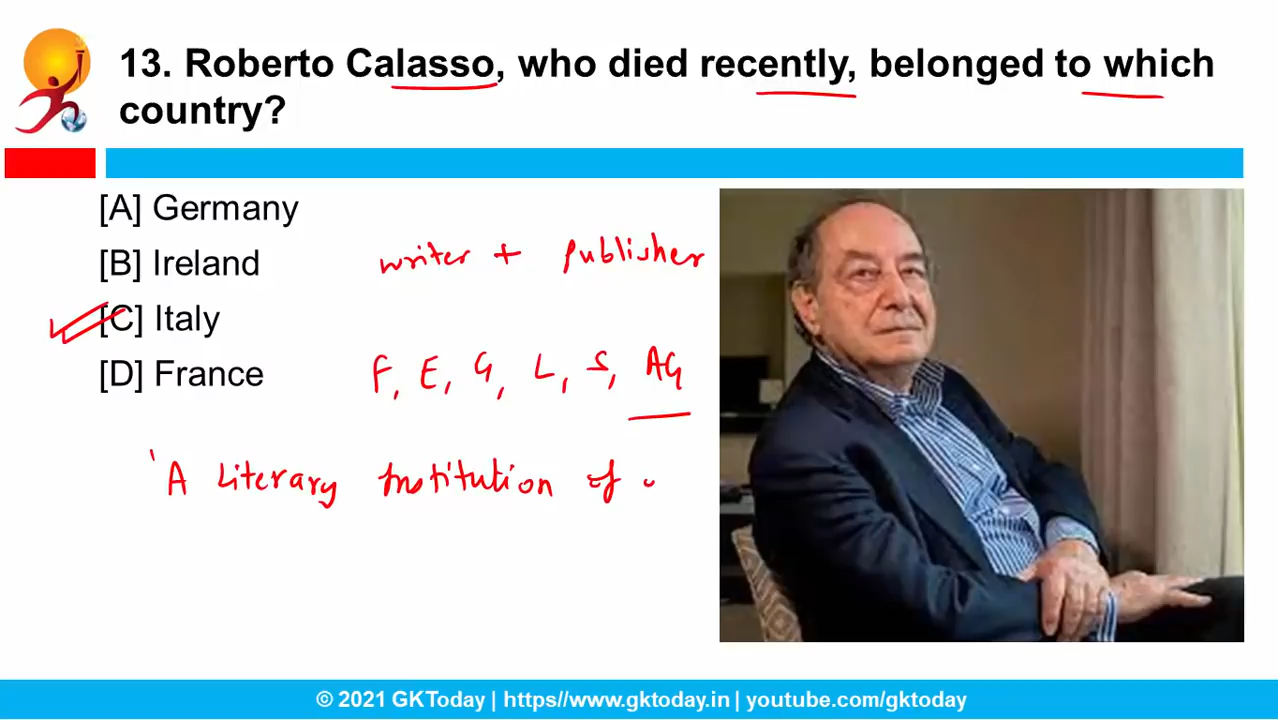 13. Roberto Calasso, who died recently, belonged to which
country?
[A] Germany
[B] Ireland
writer + publisher
[C] Italy
[D] France
F, E, G, L, S, AG
'A Literary Institution of
© 2021 GKToday | https//www.gktoday.in | youtube.com/gktoday